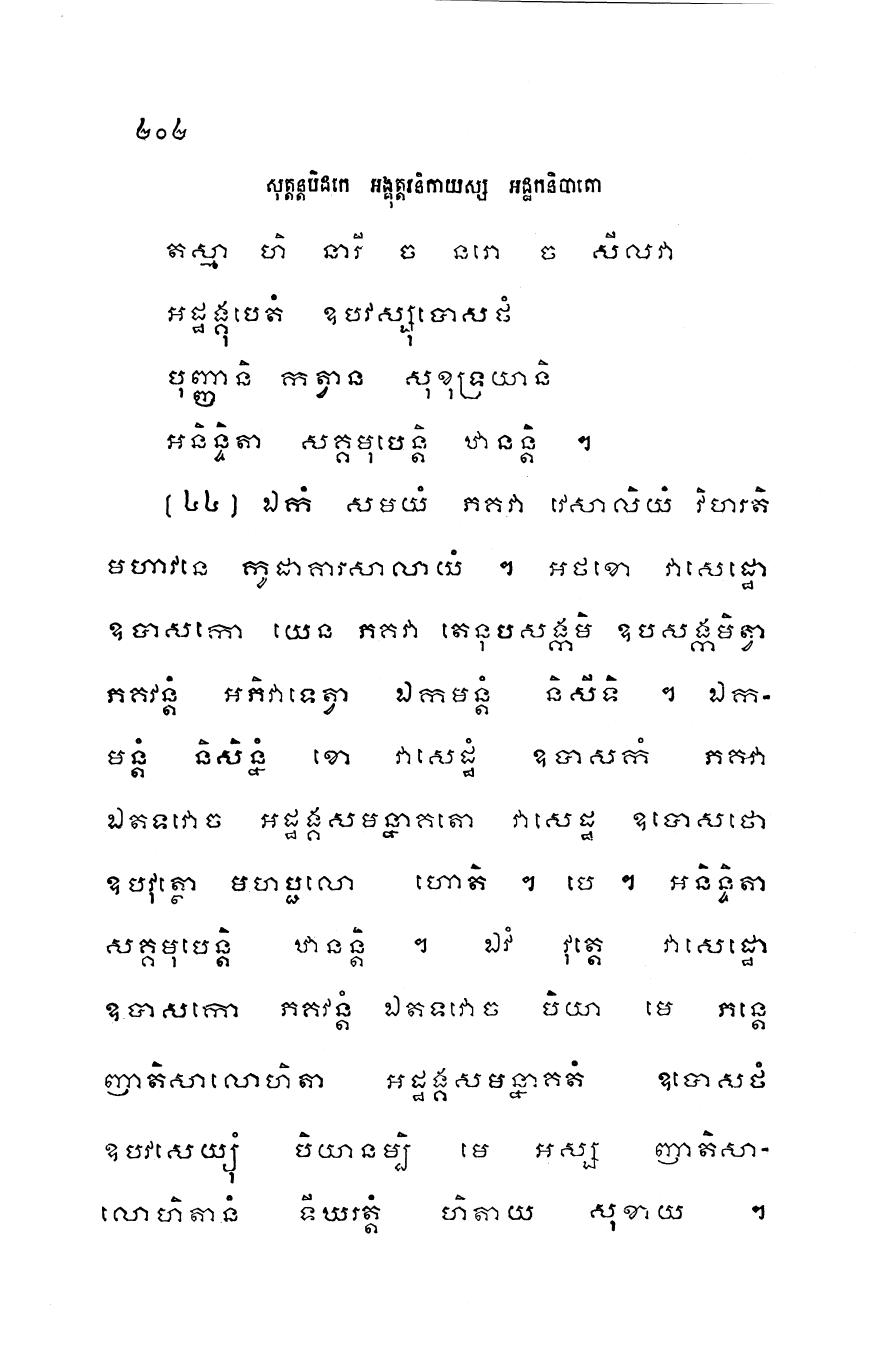 ២០២
សុត្តន្តបិដកេ អង្គុត្តរនិកាយស្ស អដ្ឋកនិបាតោ
តស្មា ហិ នារី ច នរោ ច សីលវា
អដ្ឋង្គុបេតំ ឧបវស្សុបោសថំ
បុញ្ញានិ កត្វាន សុខុទ្រយានិ
អនិន្ទិតា សគ្គមុបេន្តិ ឋានន្តិ ។
(៤៤) ឯកំ សមយំ ភគវា វេសាលិយំ វិហរតិ
មហាវនេ កូដាគារសាលាយំ ។ អថខោ វាសេដ្ឋោ
ឧបាសកោ យេន ភគវា តេនុបសង្កមិ ឧបសង្កមិត្វា
ភគវន្តំ អភិវាទេត្វា ឯកមន្តំ និសីទិ ។ ឯក-
មន្តំ និសិន្នំ ខោ វាសេដ្ឋំ ឧបាសកំ ភគវា
ឯតទវោច អដ្ឋង្គសមន្នាគតោ វាសេដ្ឋ ឧបោសថោ
ឧបវុត្ថោ មហប្ផលោ ហោតិ ។ បេ ។ អនិន្ទិតា
សគ្គមុបេន្តិ ឋានន្តិ ។ ឯវំ វុត្តេ វាសេដ្ឋោ
ឧបាសកោ ភគវន្តំ ឯតទវោច បិយា មេ ភន្តេ
ញាតិសាលោហិតា អដ្ឋង្គសមន្នាគតំ ឧបោសថំ
ឧបវសេយ្យុំ បិយានម្បិ មេ អស្ស ញាតិសា-
លោហិតានំ ទីឃរត្តំ ហិតាយ សុខាយ ។